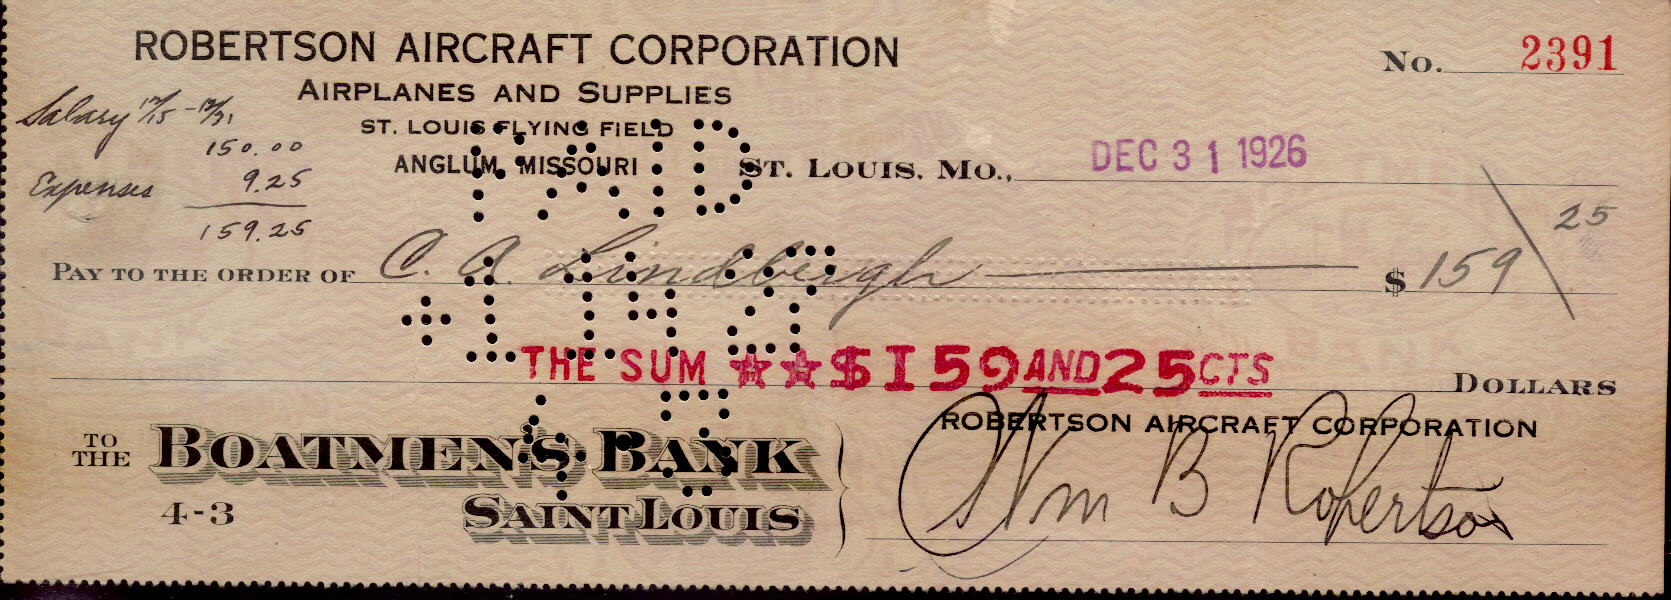 ROBERTSON AIRCRAFT CORPORATION
No. 2391
AIRPLANES AND SUPPLIES
Salary 12/15 - 12/31
ST. LOUIS FLYING FIELD
150.00
ANGLUM, MISSOURI
ST. LOUIS, MO., DEC 31 1926
Expenses 9.25
159.25
PAY TO THE ORDER OF C. A. Lindbergh $ 159 25
PAID
THE SUM $159 AND 25 CTS DOLLARS
ROBERTSON AIRCRAFT CORPORATION
TO THE BOATMEN'S BANK
SAINT LOUIS
4-3
Wm B Robertson